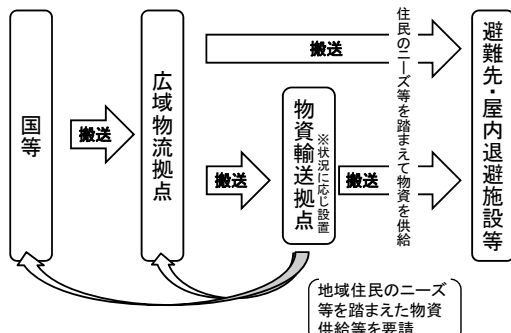 国等
搬送
広域物流拠点
搬送
搬送
物資輸送拠点
※状況に応じ設置
搬送
住民のニーズ等を踏まえて物資を供給
避難先・屋内退避施設等
地域住民のニーズ
等を踏まえた物資
供給等を要請